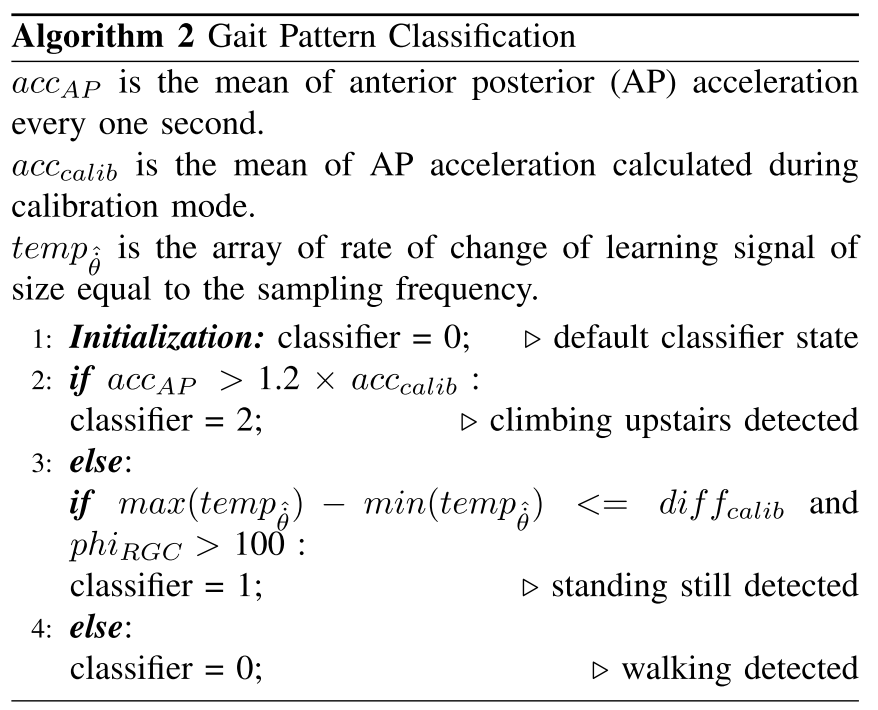 Algorithm 2 Gait Pattern Classification
$acc_{AP}$ is the mean of anterior posterior (AP) acceleration
every one second.
$acc_{calib}$ is the mean of AP acceleration calculated during
calibration mode.
$temp_{\hat{\dot{\theta}}}$ is the array of rate of change of learning signal of
size equal to the sampling frequency.
1: Initialization: classifier = 0; ▷ default classifier state
2: if $acc_{AP} > 1.2 \times acc_{calib}$ :
classifier = 2; ▷ climbing upstairs detected
3: else:
if $max(temp_{\hat{\dot{\theta}}}) - min(temp_{\hat{\dot{\theta}}}) <= diff_{calib}$ and
$phi_{RGC} > 100$ :
classifier = 1; ▷ standing still detected
4: else:
classifier = 0; ▷ walking detected